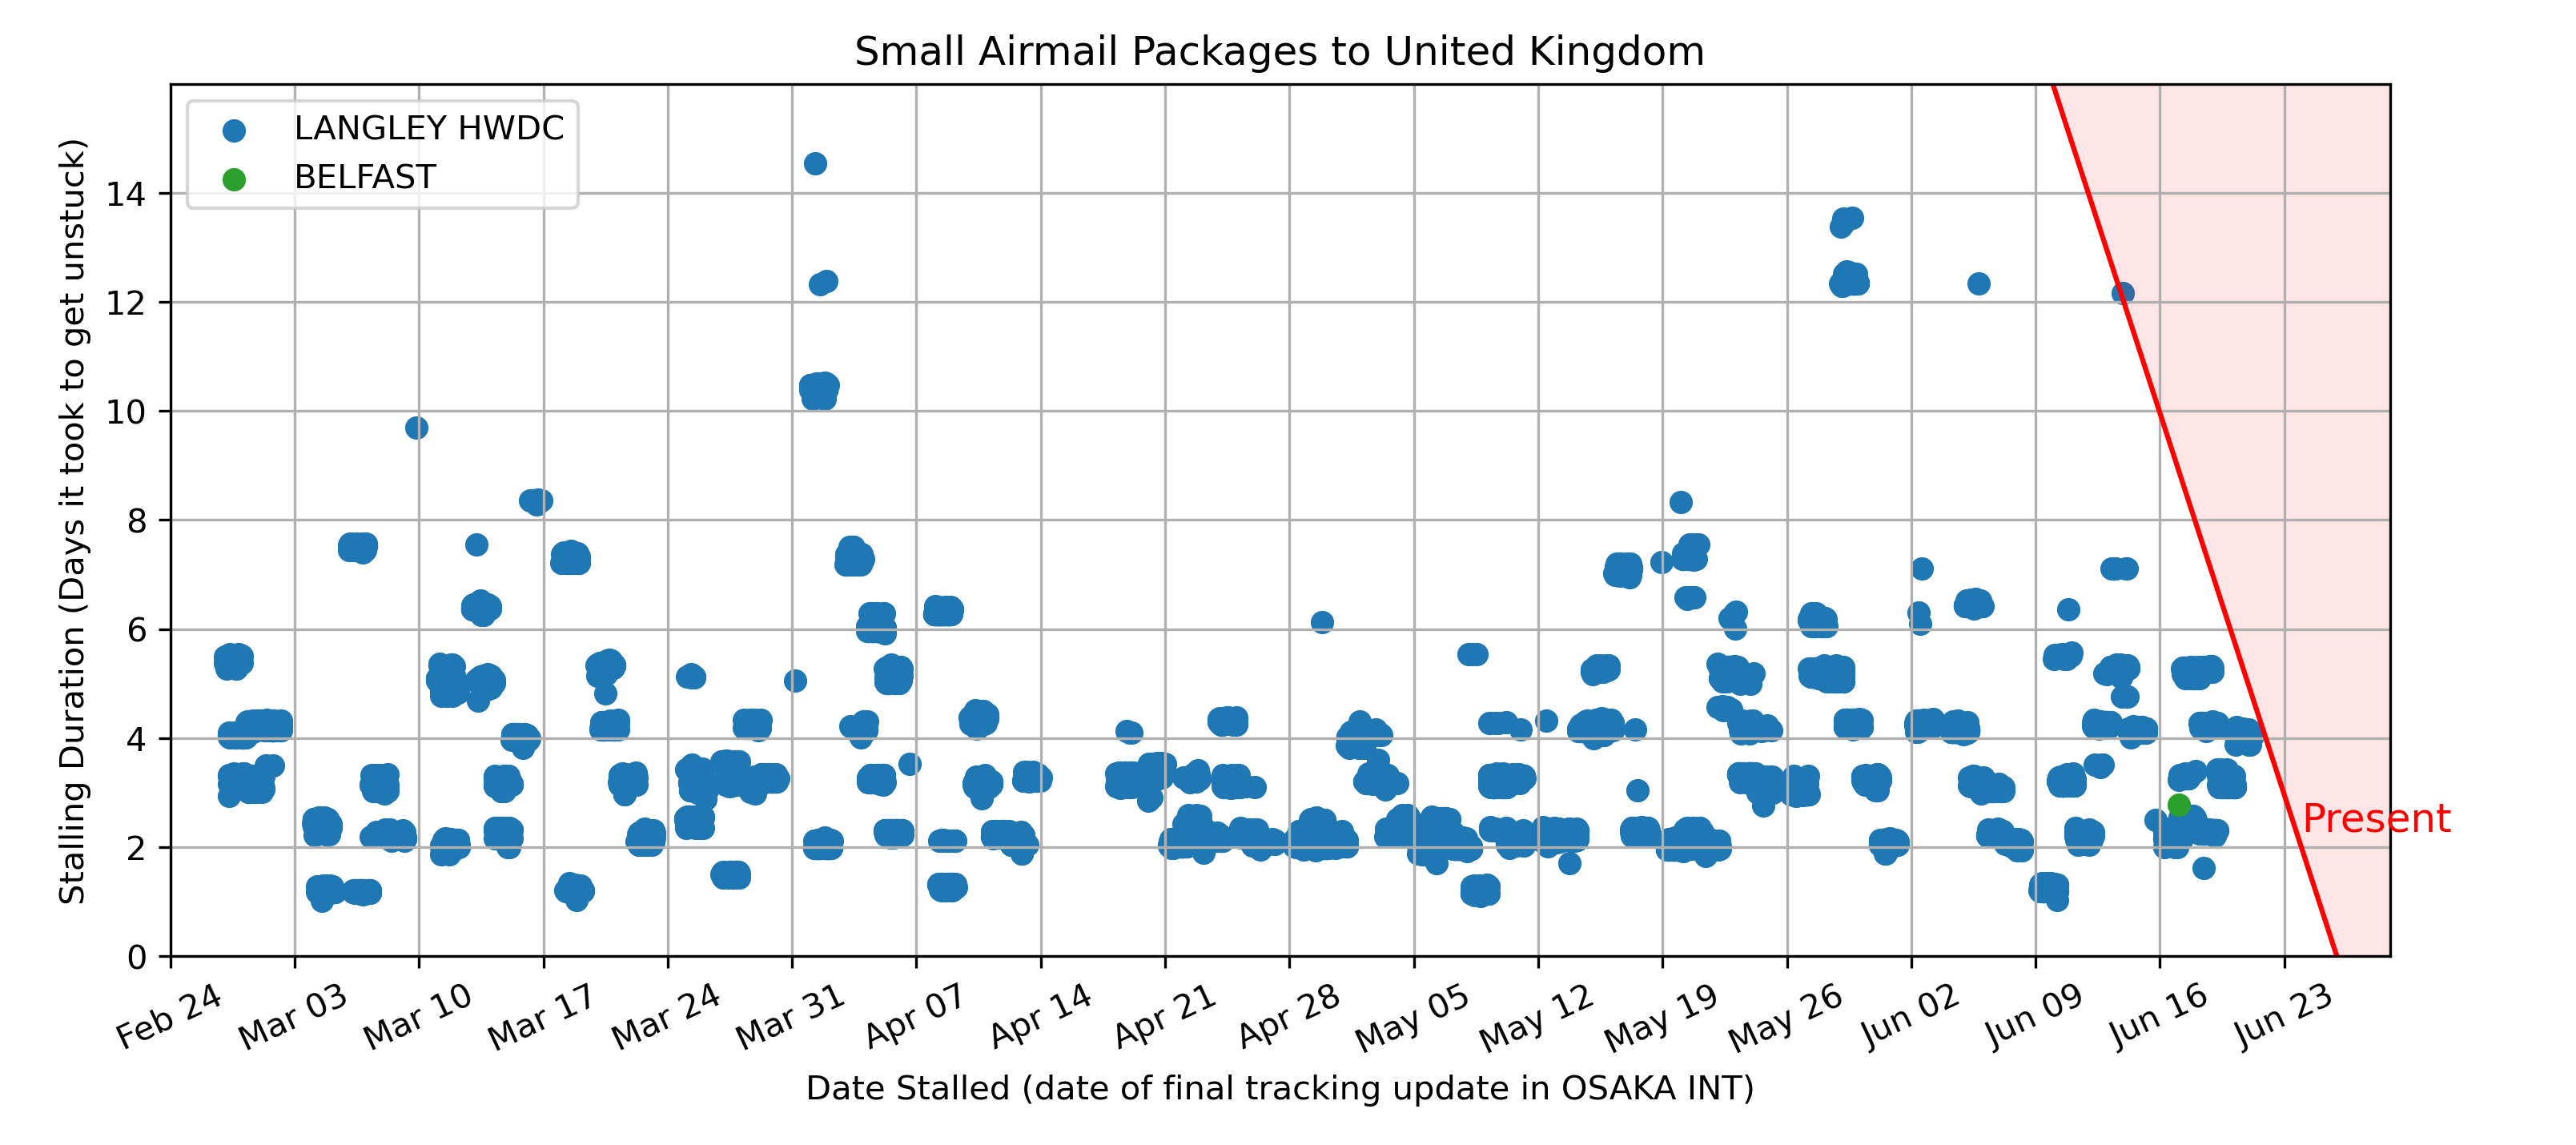 Small Airmail Packages to United Kingdom
LANGLEY HWDC
BELFAST
Stalling Duration (Days it took to get unstuck)
14
12
10
8
6
4
2
0
Present
Feb 24
Mar 03
Mar 10
Mar 17
Mar 24
Mar 31
Apr 07
Apr 14
Apr 21
Apr 28
May 05
May 12
May 19
May 26
Jun 02
Jun 09
Jun 16
Jun 23
Date Stalled (date of final tracking update in OSAKA INT)